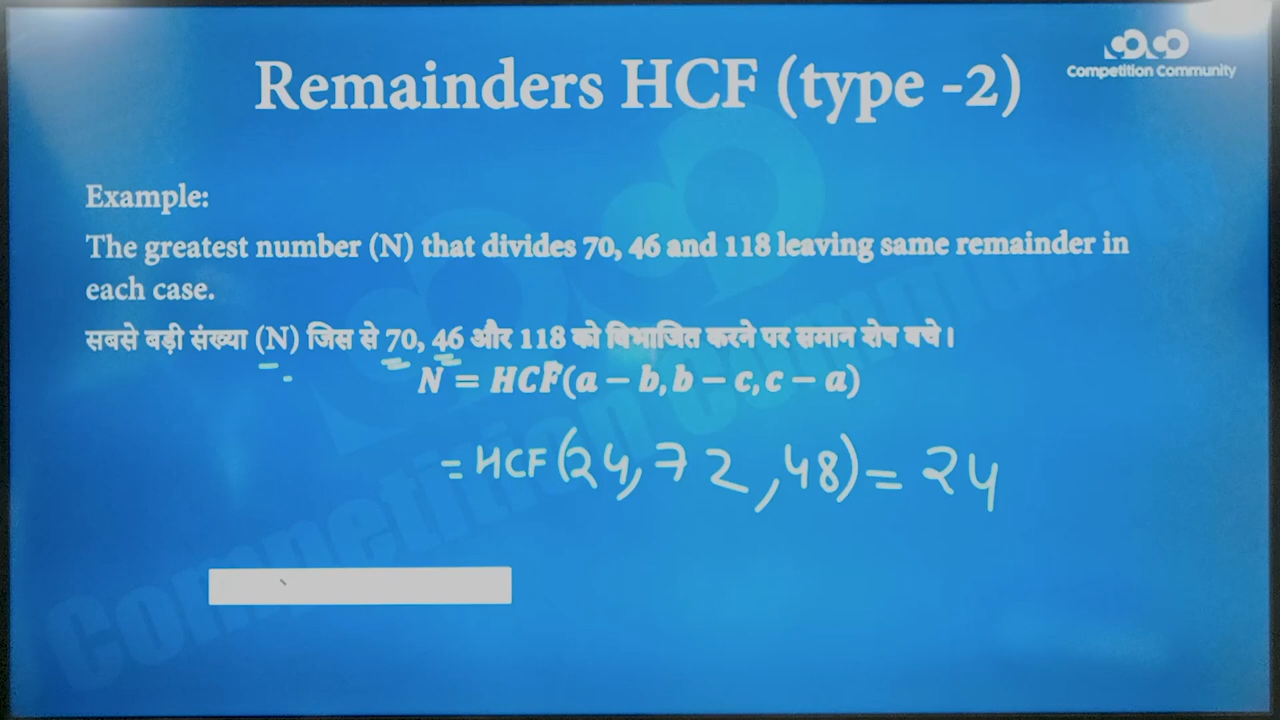 Competition Community
Remainders HCF (type -2)
Example:
The greatest number (N) that divides 70, 46 and 118 leaving same remainder in
each case.
सबसे बड़ी संख्या (N) जिस से 70, 46 और 118 को विभाजित करने पर समान शेष बचे।
N = HCF(a − b, b − c, c − a)
= HCF(24, 72, 48) = 24
Competition Community